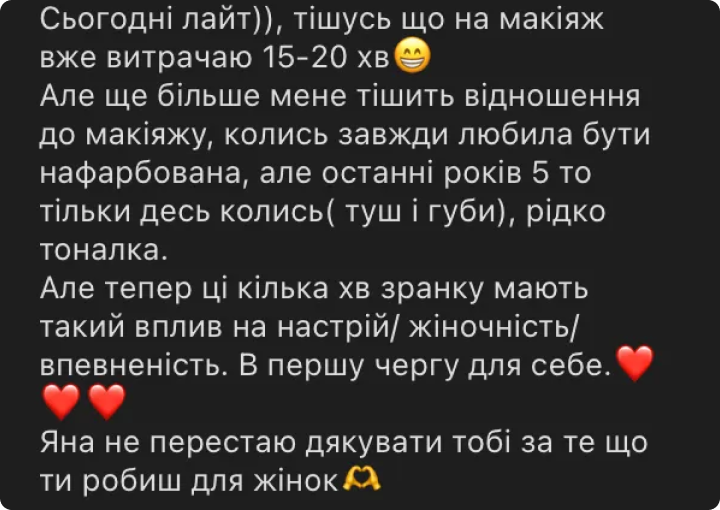 Сьогодні лайт)), тішусь що на макіяж
вже витрачаю 15-20 хв😁
Але ще більше мене тішить відношення
до макіяжу, колись завжди любила бути
нафарбована, але останні років 5 то
тільки десь колись( туш і губи), рідко
тоналка.
Але тепер ці кілька хв зранку мають
такий вплив на настрій/ жіночність/
впевненість. В першу чергу для себе.❤️
❤️❤️
Яна не перестаю дякувати тобі за те що
ти робиш для жінок🫶